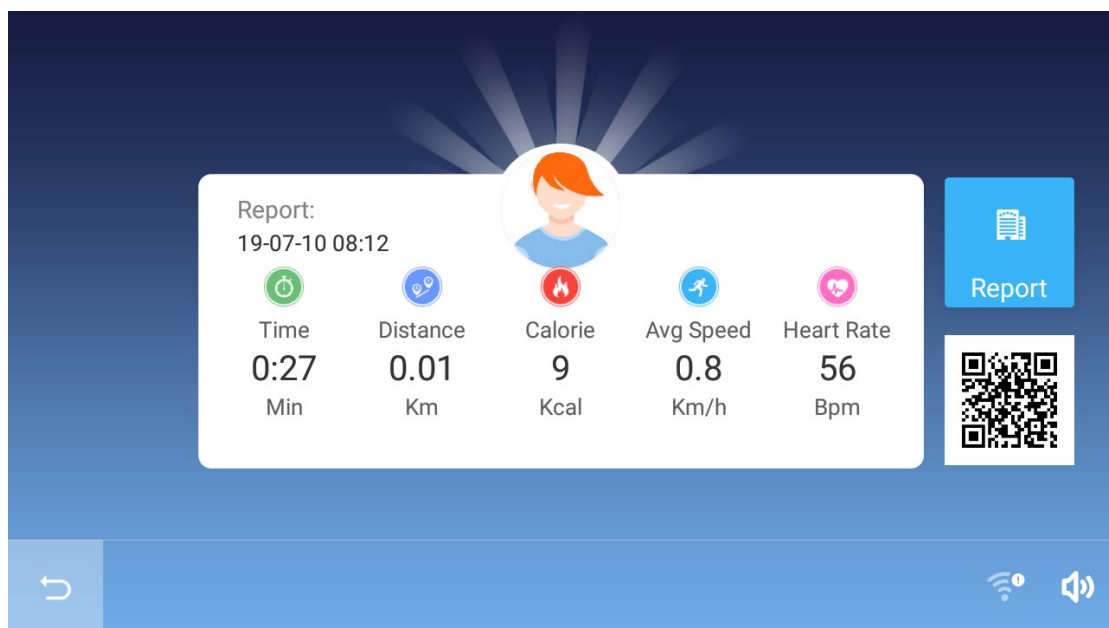 Report:
19-07-10 08:12
Time Distance Calorie Avg Speed Heart Rate
0:27 0.01 9 0.8 56
Min Km Kcal Km/h Bpm
Report